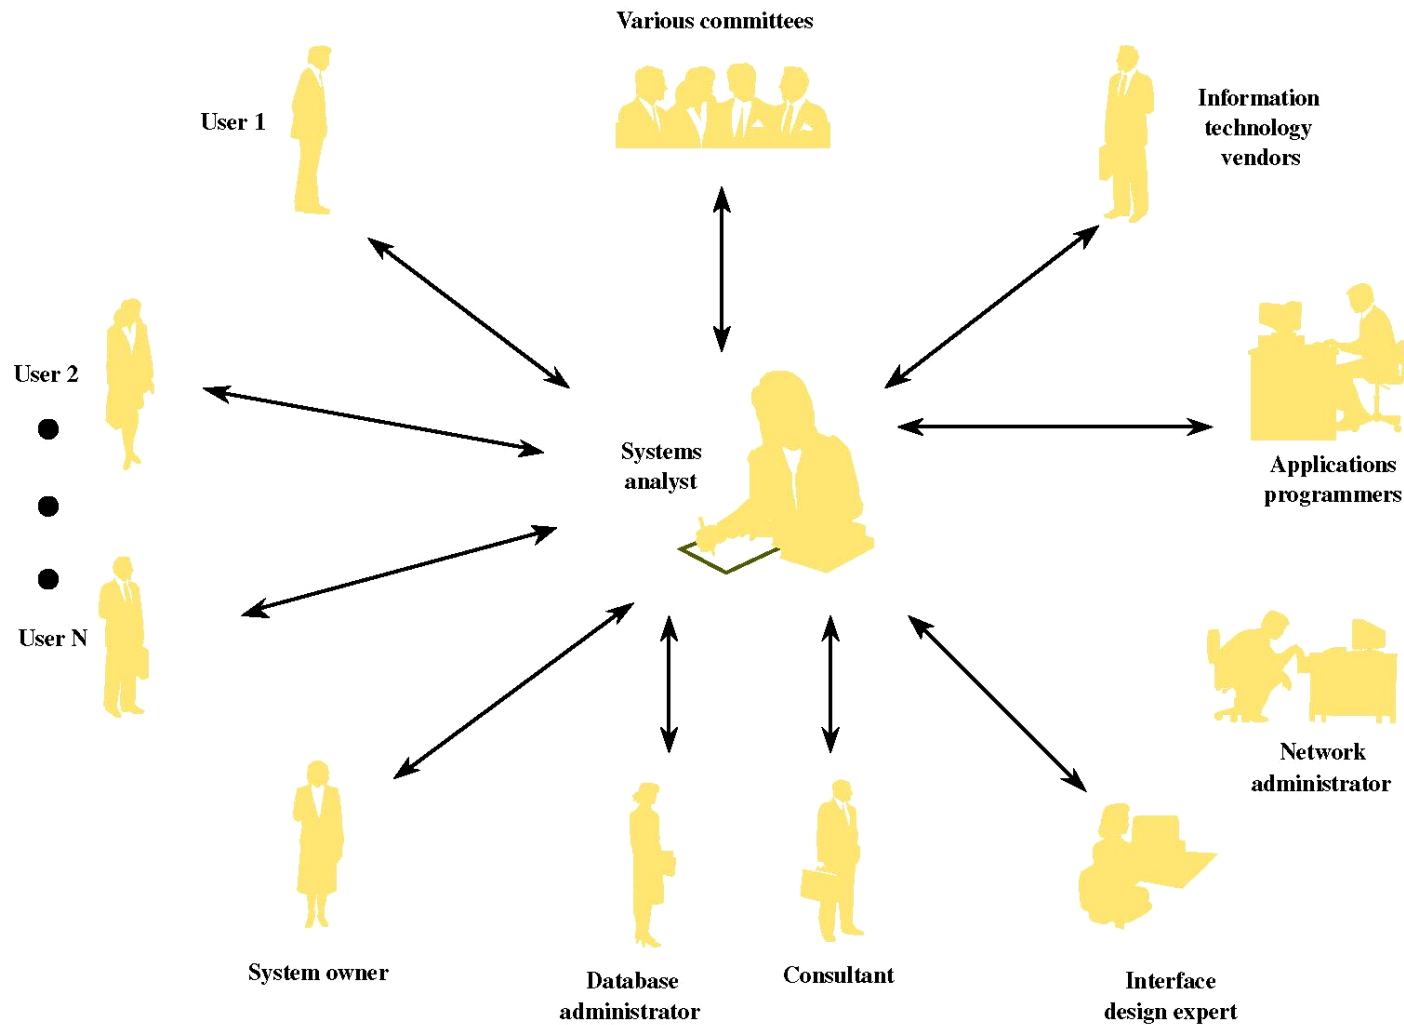 Various committees
User 1
Information
technology
vendors
User 2
Systems
analyst
Applications
programmers
User N
Network
administrator
System owner
Database
administrator
Consultant
Interface
design expert